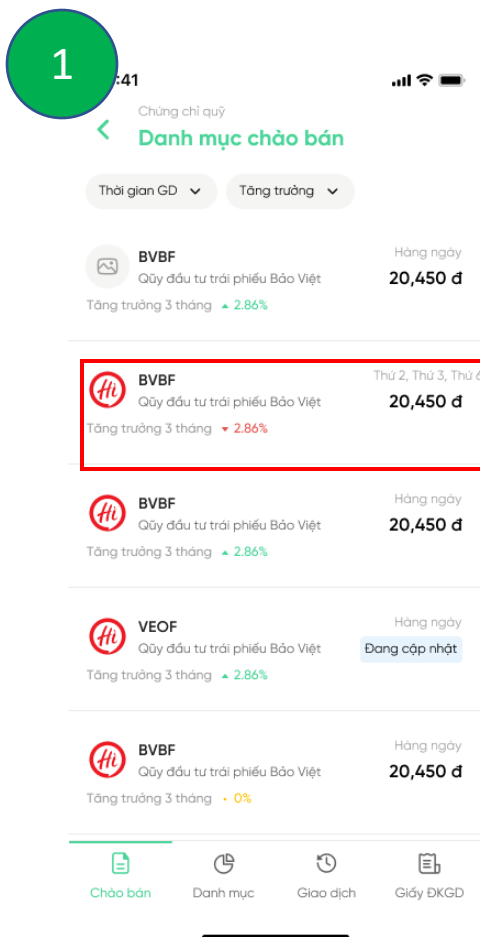 1
:41
Chứng chỉ quỹ
Danh mục chào bán
Thời gian GD
Tăng trưởng
BVBF
Hàng ngày
Qũy đầu tư trái phiếu Bảo Việt
20,450 đ
Tăng trưởng 3 tháng 2.86%
Hi
BVBF
Thứ 2, Thứ 3, Thứ 6
Qũy đầu tư trái phiếu Bảo Việt
20,450 đ
Tăng trưởng 3 tháng 2.86%
Hi
BVBF
Hàng ngày
Qũy đầu tư trái phiếu Bảo Việt
20,450 đ
Tăng trưởng 3 tháng 2.86%
Hi
VEOF
Hàng ngày
Qũy đầu tư trái phiếu Bảo Việt
Đang cập nhật
Tăng trưởng 3 tháng 2.86%
Hi
BVBF
Hàng ngày
Qũy đầu tư trái phiếu Bảo Việt
20,450 đ
Tăng trưởng 3 tháng • 0%
Chào bán
Danh mục
Giao dịch
Giấy ĐKGD